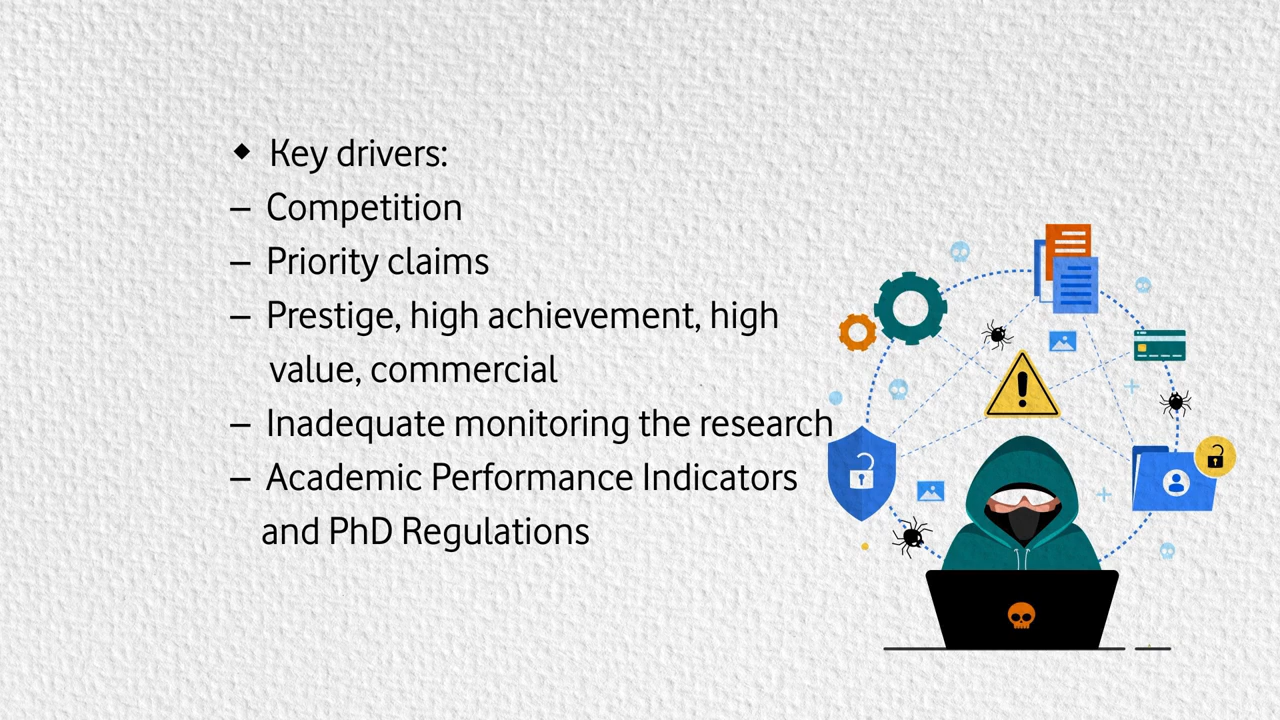 ◆ Key drivers:
– Competition
– Priority claims
– Prestige, high achievement, high
value, commercial
– Inadequate monitoring the research
– Academic Performance Indicators
and PhD Regulations